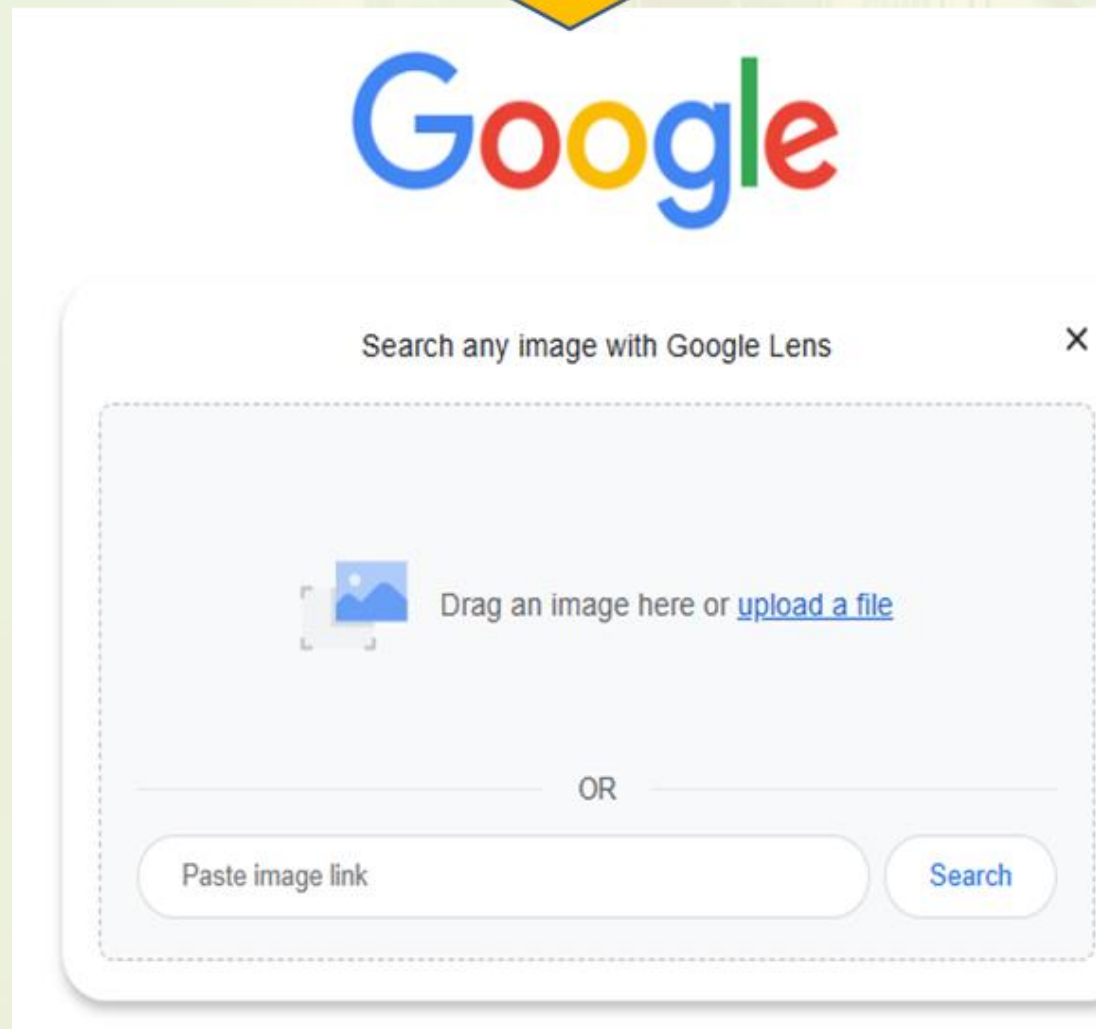 Google
Search any image with Google Lens
Drag an image here or upload a file
OR
Paste image link
Search